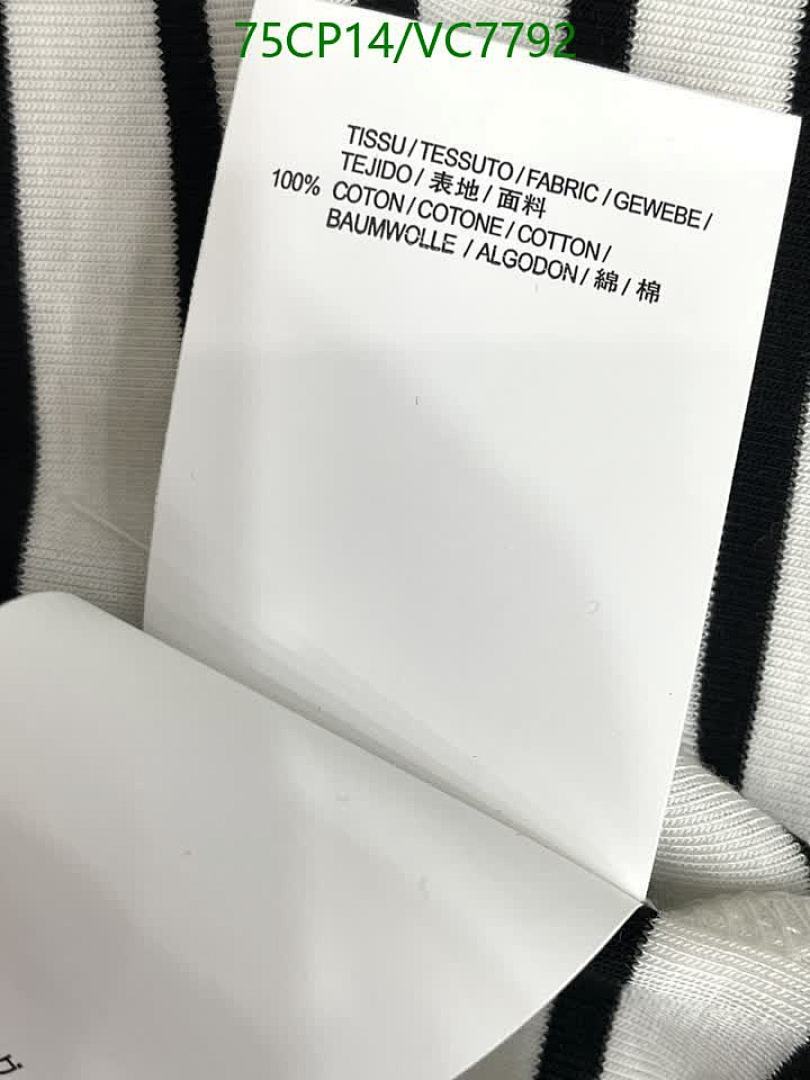 75CP14/VC7792
TISSU / TESSUTO / FABRIC / GEWEBE /
TEJIDO / 表地 / 面料
100% COTON / COTONE / COTTON /
BAUMWOLLE / ALGODON / 綿 / 棉